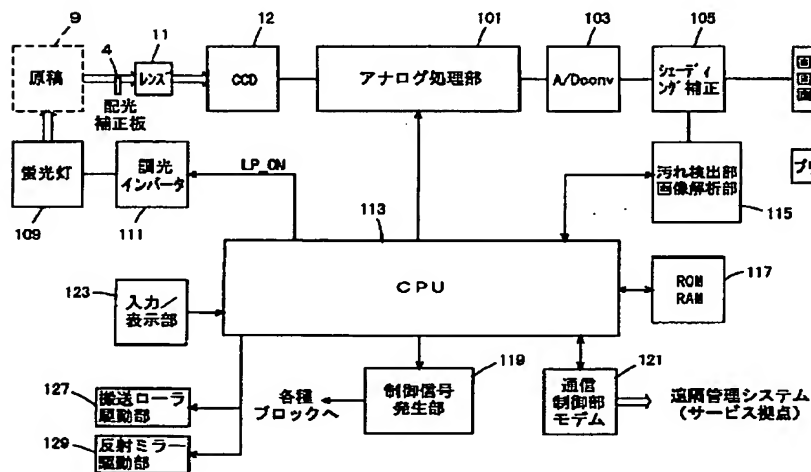 9
4
11
12
101
103
105
原稿
レンズ
CCD
アナログ処理部
A/Dconv
シェーディ
ング補正
画
画
画
配光
補正板
蛍光灯
調光
インバータ
LP_ON
汚れ検出部
画像解析部
プリ
109
111
113
115
CPU
ROM
RAM
117
123
入力／
表示部
127
搬送ローラ
駆動部
129
反射ミラー
駆動部
各種
ブロックへ
制御信号
発生部
119
通信
制御部
モデム
121
遠隔管理システム
（サービス拠点）